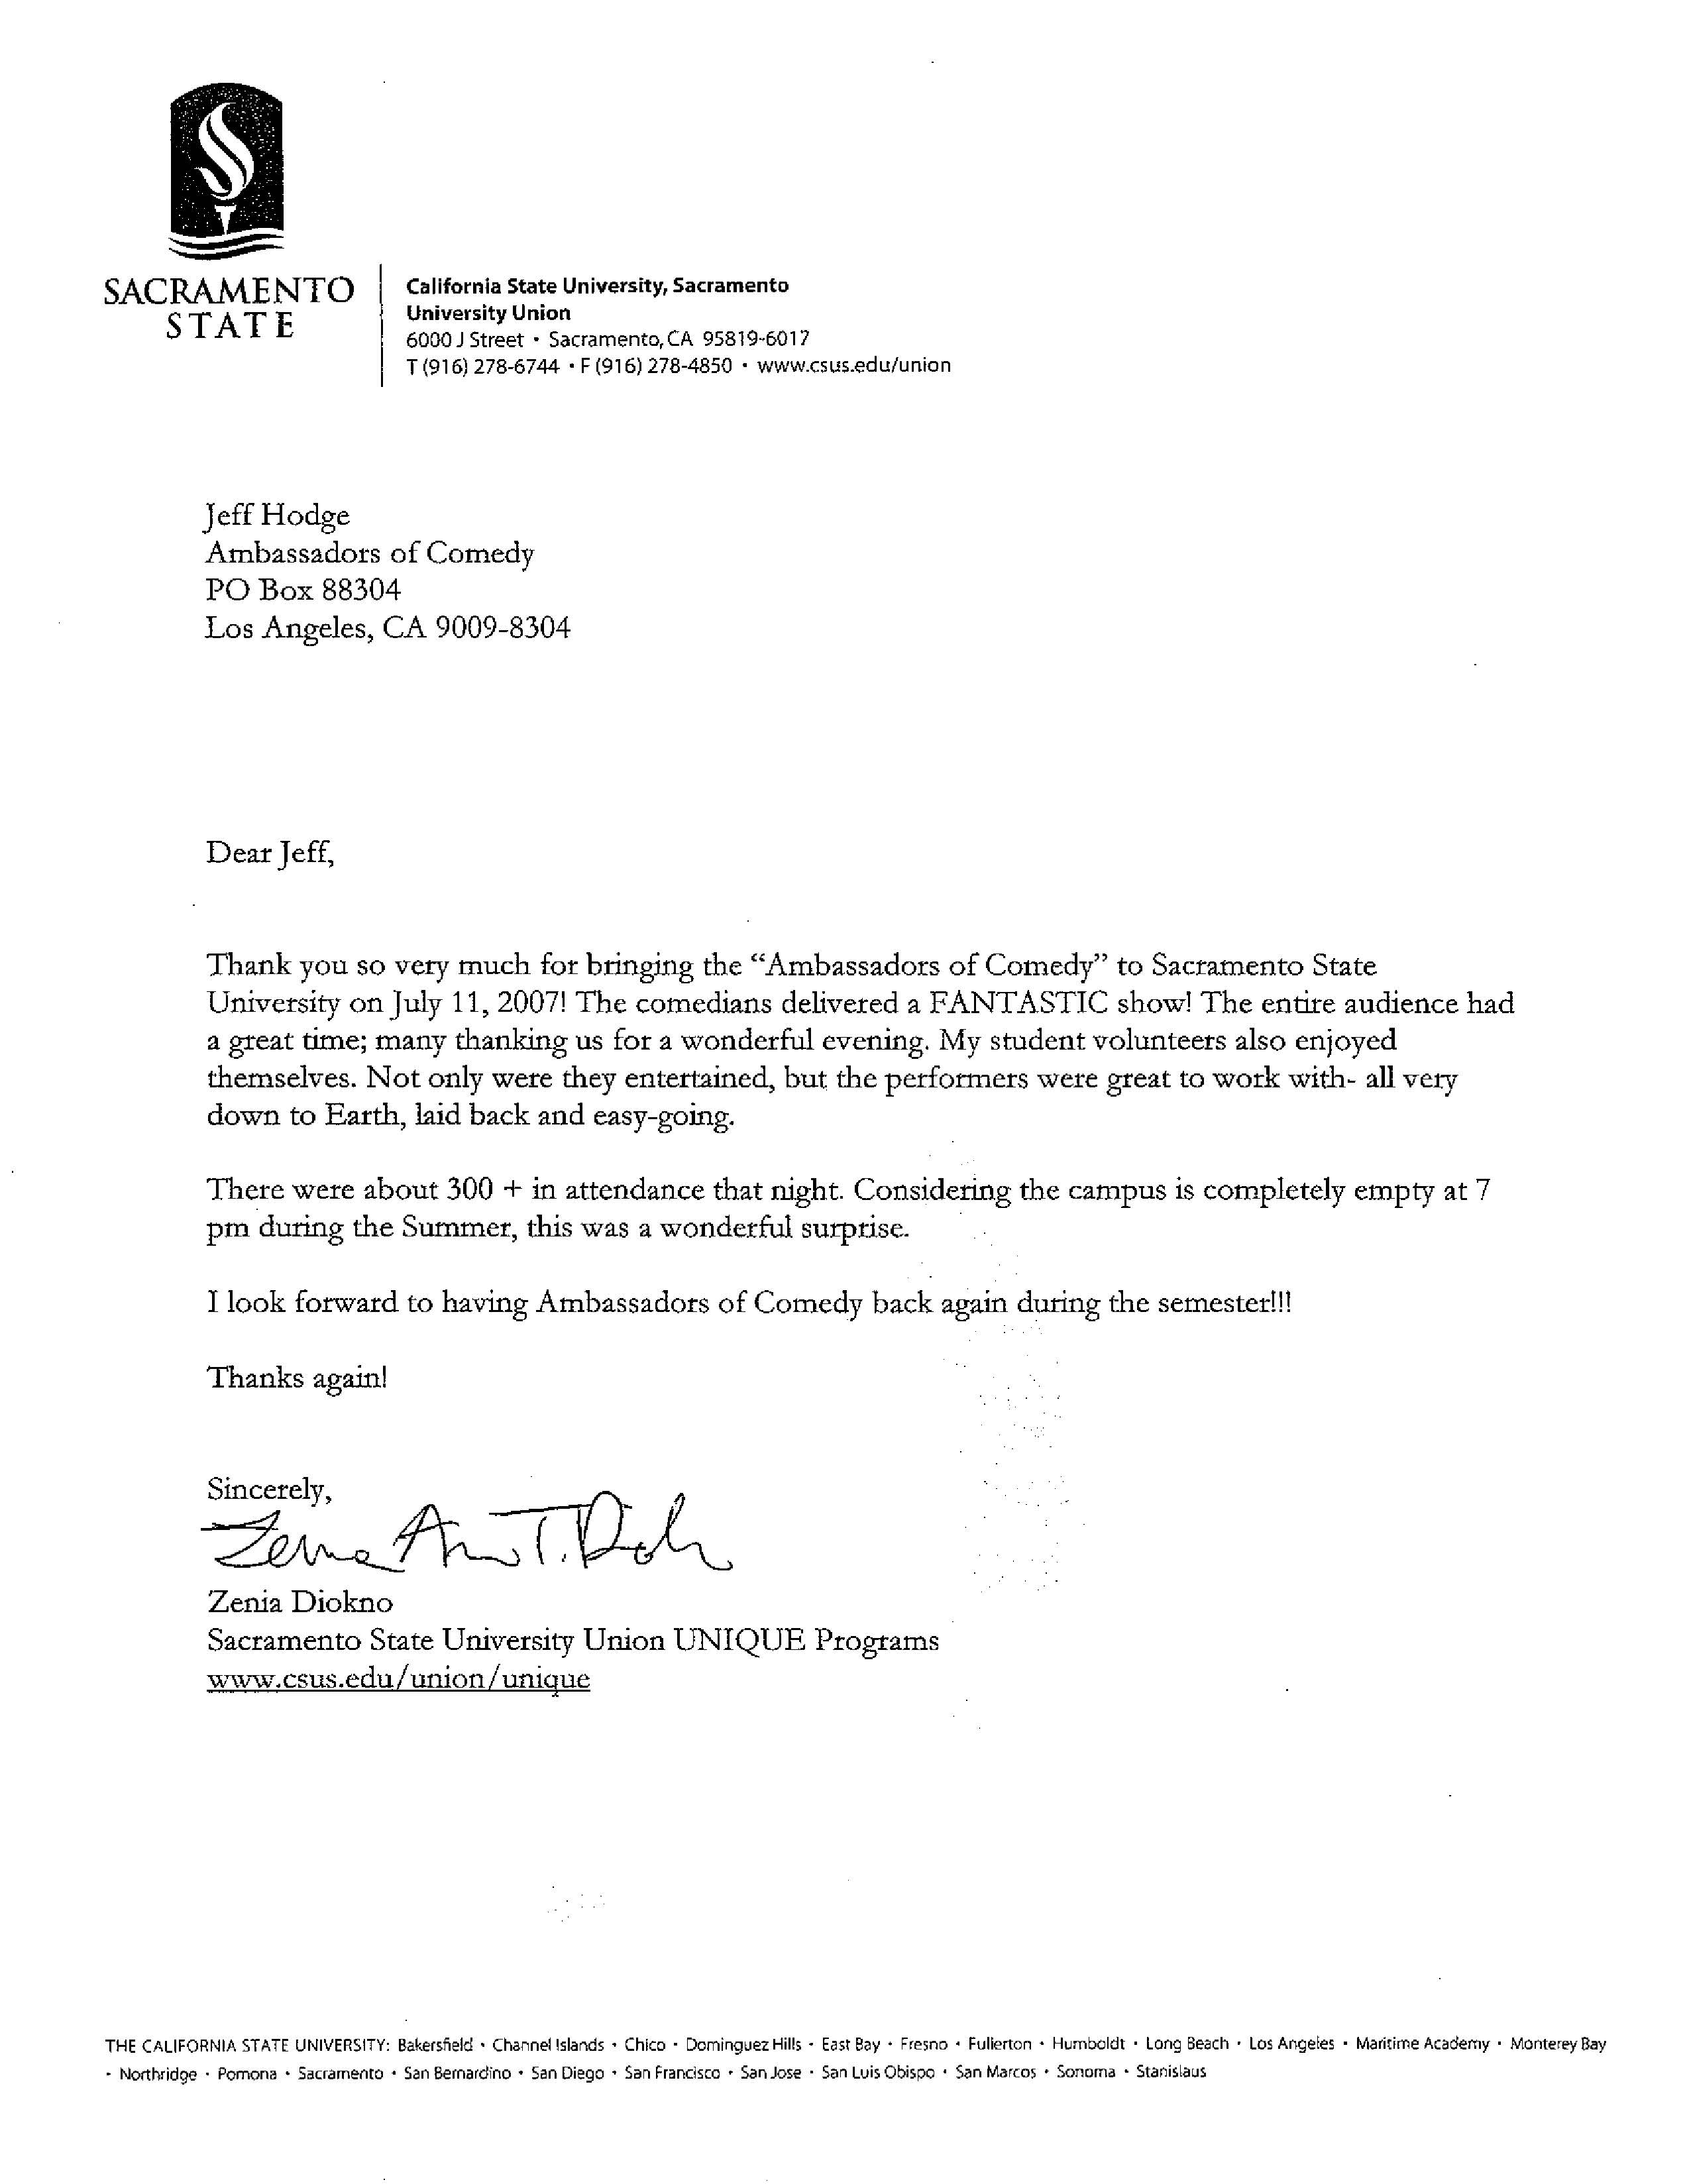 SACRAMENTO
STATE
California State University, Sacramento
University Union
6000 J Street • Sacramento, CA 95819-6017
T (916) 278-6744 • F (916) 278-4850 • www.csus.edu/union
Jeff Hodge
Ambassadors of Comedy
PO Box 88304
Los Angeles, CA 9009-8304
Dear Jeff,
Thank you so very much for bringing the “Ambassadors of Comedy” to Sacramento State
University on July 11, 2007! The comedians delivered a FANTASTIC show! The entire audience had
a great time; many thanking us for a wonderful evening. My student volunteers also enjoyed
themselves. Not only were they entertained, but the performers were great to work with- all very
down to Earth, laid back and easy-going.
There were about 300 + in attendance that night. Considering the campus is completely empty at 7
pm during the Summer, this was a wonderful surprise.
I look forward to having Ambassadors of Comedy back again during the semester!!!
Thanks again!
Sincerely,
Zenia Diokno
Sacramento State University Union UNIQUE Programs
www.csus.edu/union/unique
THE CALIFORNIA STATE UNIVERSITY: Bakersfield • Channel Islands • Chico • Dominguez Hills • East Bay • Fresno • Fullerton • Humboldt • Long Beach • Los Angeles • Maritime Academy • Monterey Bay
• Northridge • Pomona • Sacramento • San Bernardino • San Diego • San Francisco • San Jose • San Luis Obispo • San Marcos • Sonoma • Stanislaus